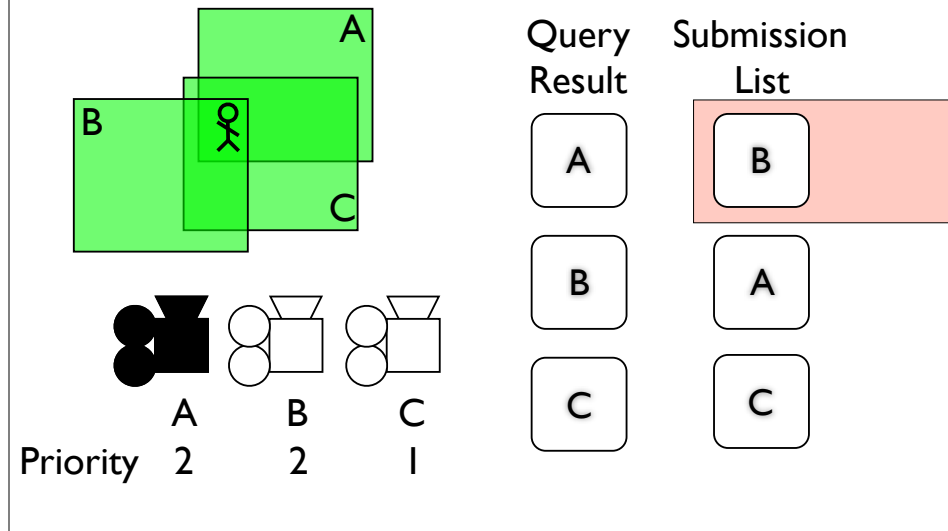 A
B
C
Query
Result
A
B
C
Submission
List
B
A
C
A B C
Priority 2 2 1